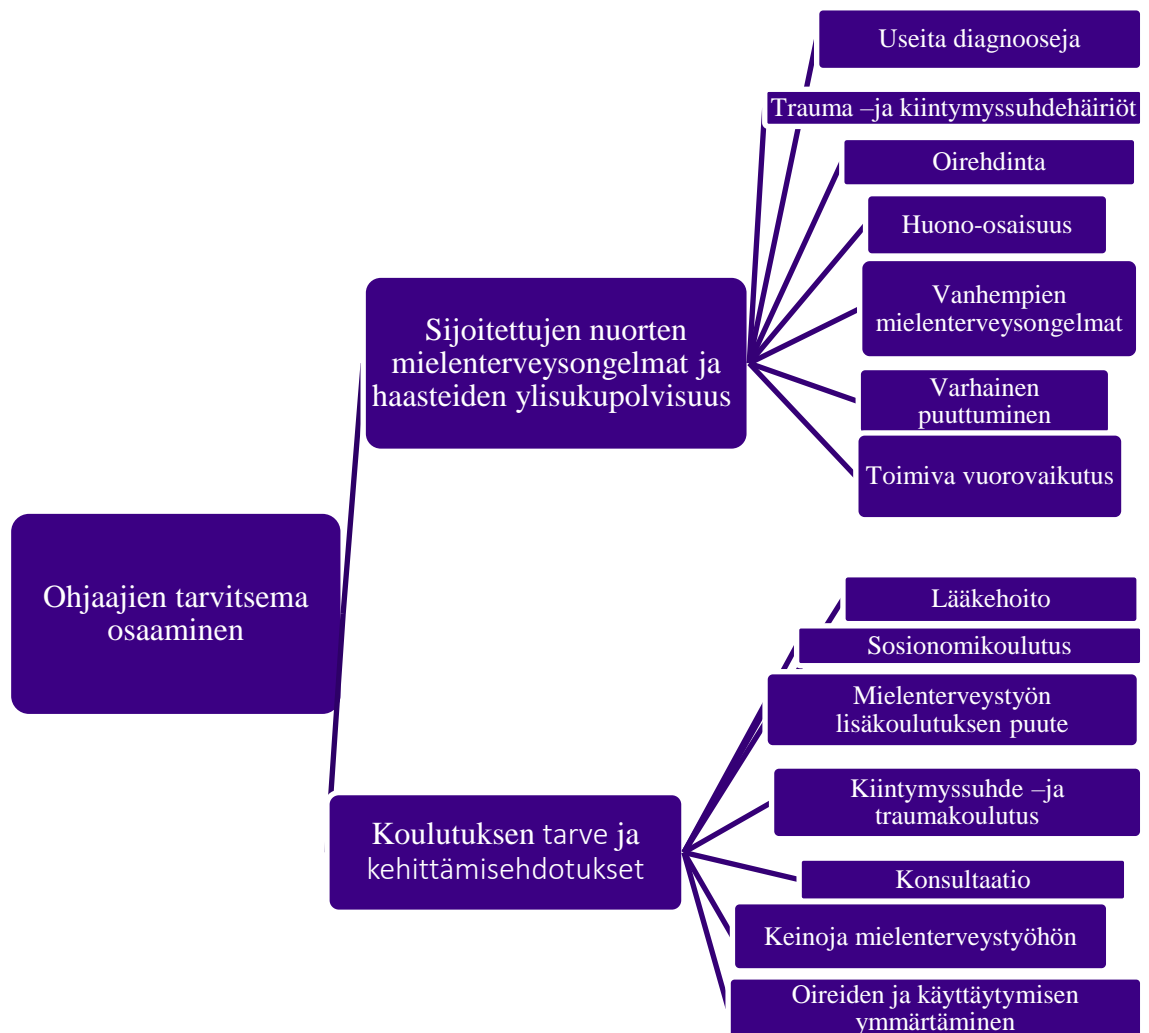 Useita diagnooseja
Trauma –ja kiintymyssuhdehäiriöt
Oirehdinta
Huono-osaisuus
Vanhempien
mielenterveysongelmat
Varhainen
puuttuminen
Toimiva vuorovaikutus
Sijoitettujen nuorten
mielenterveysongelmat ja
haasteiden ylisukupolvisuus
Ohjaajien tarvitsema
osaaminen
Koulutuksen tarve ja
kehittämisehdotukset
Lääkehoito
Sosionomikoulutus
Mielenterveystyön
lisäkoulutuksen puute
Kiintymyssuhde –ja
traumakoulutus
Konsultaatio
Keinoja mielenterveystyöhön
Oireiden ja käyttäytymisen
ymmärtäminen